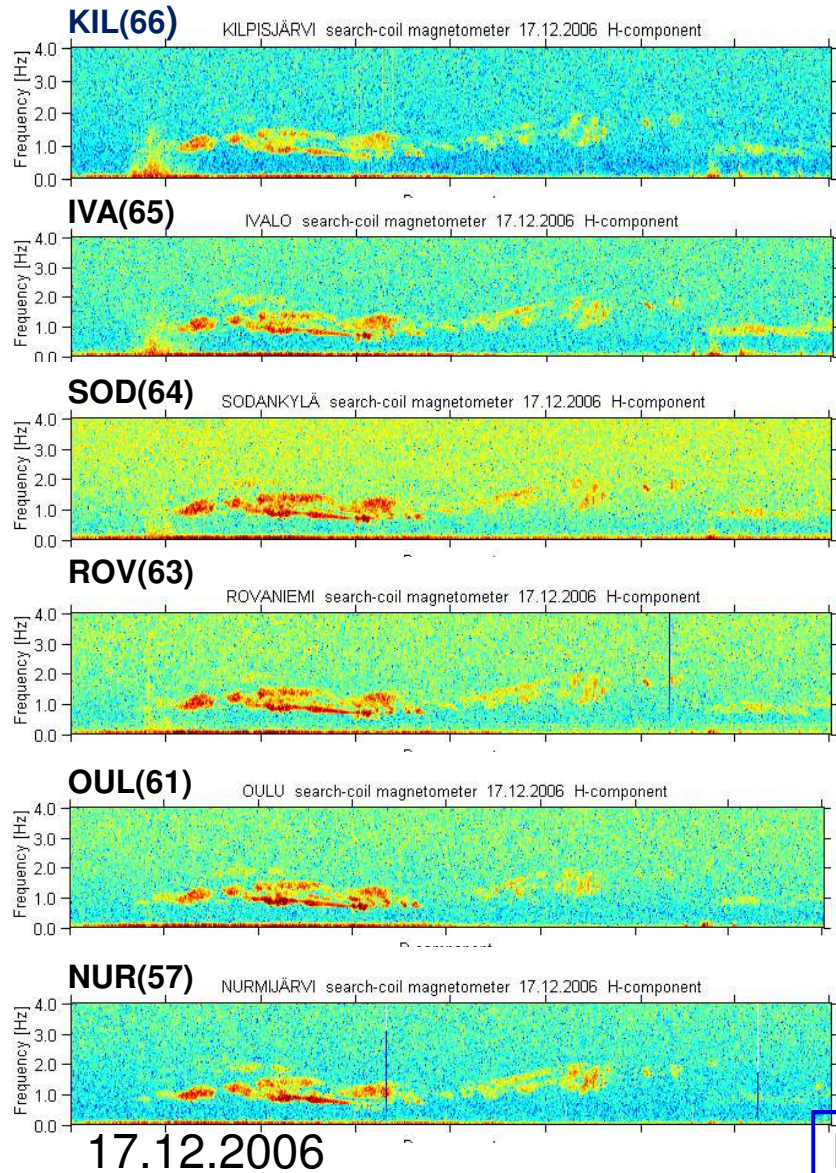 KIL(66)
KILPISJÄRVI search-coil magnetometer 17.12.2006 H-component
Frequency [Hz]
4.0
3.0
2.0
1.0
0.0
IVA(65)
IVALO search-coil magnetometer 17.12.2006 H-component
Frequency [Hz]
4.0
3.0
2.0
1.0
0.0
SOD(64)
SODANKYLÄ search-coil magnetometer 17.12.2006 H-component
Frequency [Hz]
4.0
3.0
2.0
1.0
0.0
ROV(63)
ROVANIEMI search-coil magnetometer 17.12.2006 H-component
Frequency [Hz]
4.0
3.0
2.0
1.0
0.0
OUL(61)
OULU search-coil magnetometer 17.12.2006 H-component
Frequency [Hz]
4.0
3.0
2.0
1.0
0.0
NUR(57)
NURMIJÄRVI search-coil magnetometer 17.12.2006 H-component
Frequency [Hz]
4.0
3.0
2.0
1.0
0.0
17.12.2006